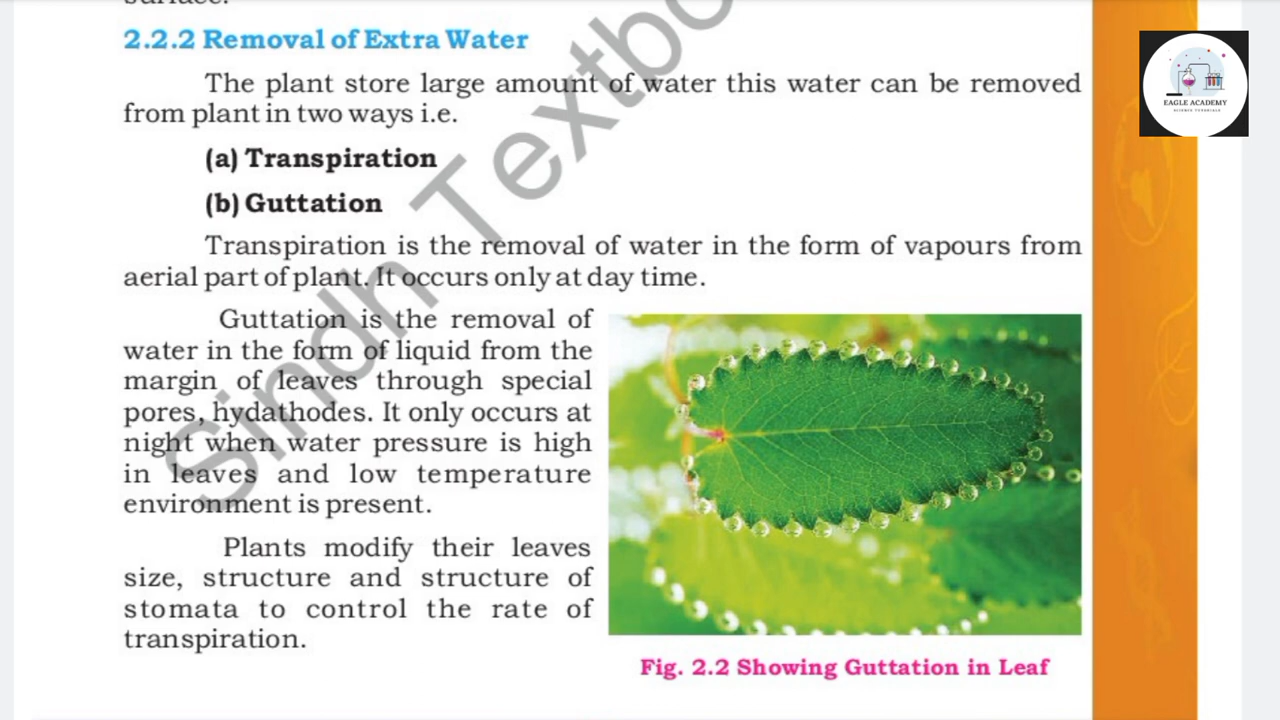 surface.
2.2.2 Removal of Extra Water
The plant store large amount of water this water can be removed
from plant in two ways i.e.
(a) Transpiration
(b) Guttation
Transpiration is the removal of water in the form of vapours from
aerial part of plant. It occurs only at day time.
Guttation is the removal of
water in the form of liquid from the
margin of leaves through special
pores, hydathodes. It only occurs at
night when water pressure is high
in leaves and low temperature
environment is present.
Plants modify their leaves
size, structure and structure of
stomata to control the rate of
transpiration.
Fig. 2.2 Showing Guttation in Leaf
Sindh Textbo
EAGLE ACADEMY
SCIENCE TUTORIALS